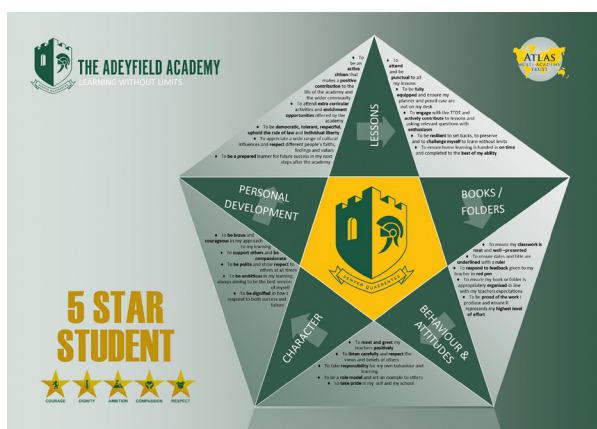 THE ADEYFIELD ACADEMY
LEARNING WITHOUT LIMITS
ATLAS
MULTI-ACADEMY
TRUST
♦ To
be an
active
citizen that
makes a positive
contribution to the
life of the academy and
the wider community
♦ To attend extra curricular
activities and enrichment
opportunities offered by the
academy
♦ To be democratic, tolerant, respectful,
uphold the rule of law and individual liberty
♦ To appreciate a wide range of cultural
influences and respect different people's faiths,
feelings and values
♦ To be a prepared learner for future success in my next
steps after the academy
LESSONS
♦ To
attend
and be
punctual to all
my lessons
♦ To be fully
equipped and ensure my
planner and pencil case are
out on my desk
♦ To engage with the
actively contribute to lessons and
asking relevant questions with
enthusiasm
♦ To be resilient to set backs, to preserve
and to challenge myself to learn without limits
♦ To ensure home learning is handed in on time
and completed to the best of my ability
PERSONAL
DEVELOPMENT
BOOKS /
FOLDERS
♦ To be brave and
courageous in my approach
to my learning
♦ To support others and be
compassionate
♦ To be polite and show respect to
others at all times
♦ To be ambitious in my learning,
always aiming to be the best version
of myself
♦ To be dignified in how I
respond to both success and
failure
♦ To ensure my classwork is
neat and well-presented
♦ To ensure dates and title are
underlined with a ruler
♦ To respond to feedback given to my
teacher in red pen
♦ To ensure my book or folder is
appropriately organised in line
with my teachers expectations
♦ To be proud of the work I
produce and ensure it
represents my highest level
of effort
SEMPER QUAERENTES
CHARACTER
BEHAVIOUR &
ATTITUDES
♦ To meet and greet my
teachers positively
♦ To listen carefully and respect the
views and beliefs of others
♦ To take responsibility for my own behaviour and
learning
♦ To be a role model and set an example to others
♦ To take pride in my self and my school
5 STAR
STUDENT
COURAGE DIGNITY AMBITION COMPASSION RESPECT